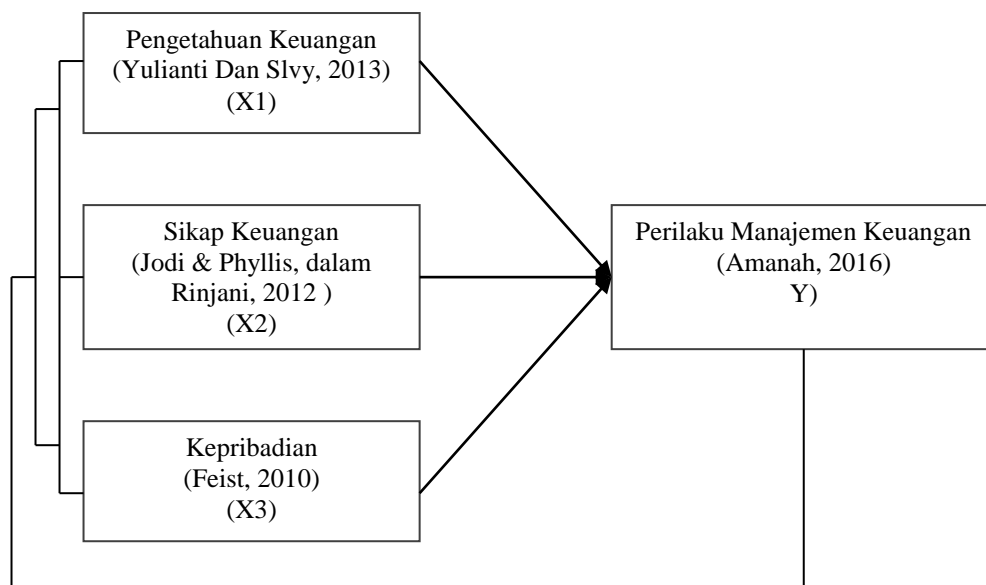 Pengetahuan Keuangan
(Yulianti Dan Slvy, 2013)
(X1)
Sikap Keuangan
(Jodi & Phyllis, dalam
Rinjani, 2012 )
(X2)
Perilaku Manajemen Keuangan
(Amanah, 2016)
Y)
Kepribadian
(Feist, 2010)
(X3)